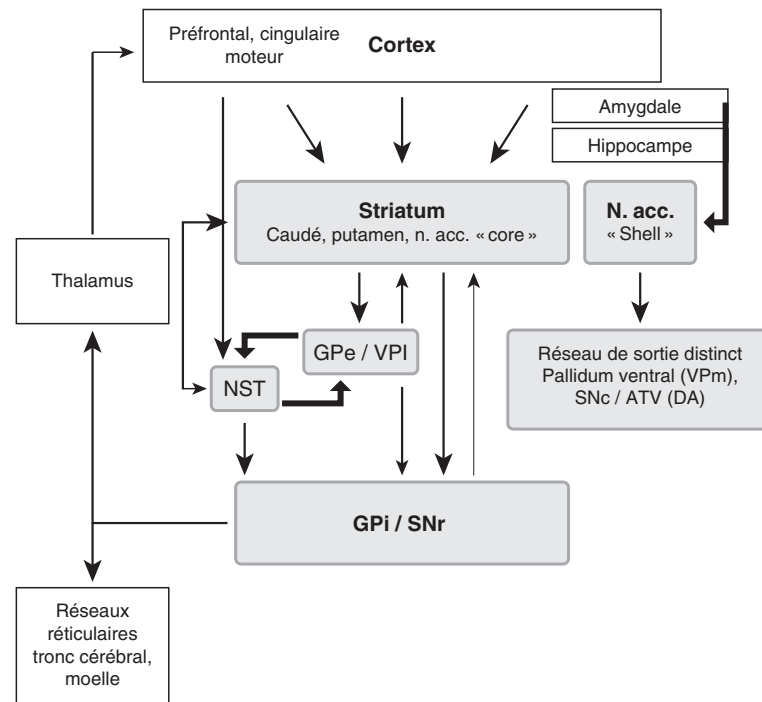 Préfrontal, cingulaire
moteur
Cortex
Amygdale
Hippocampe
Striatum
Caudé, putamen, n. acc. « core »
N. acc.
« Shell »
Thalamus
GPe / VPl
NST
Réseau de sortie distinct
Pallidum ventral (VPm),
SNc / ATV (DA)
GPi / SNr
Réseaux
réticulaires
tronc cérébral,
moelle